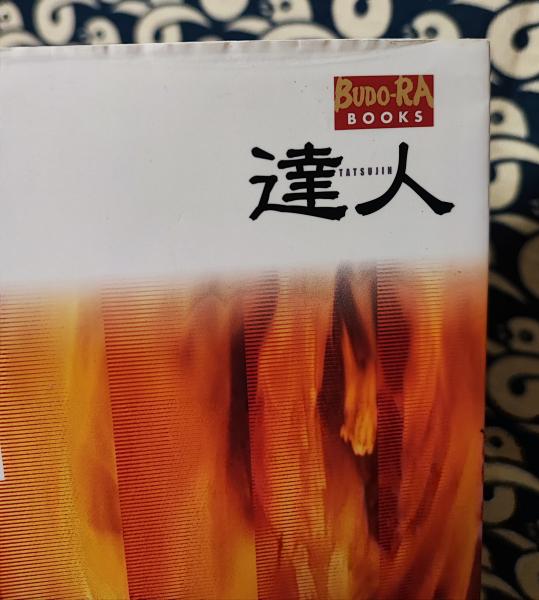 BUDO-RA
BOOKS
達人
TATSUJIN